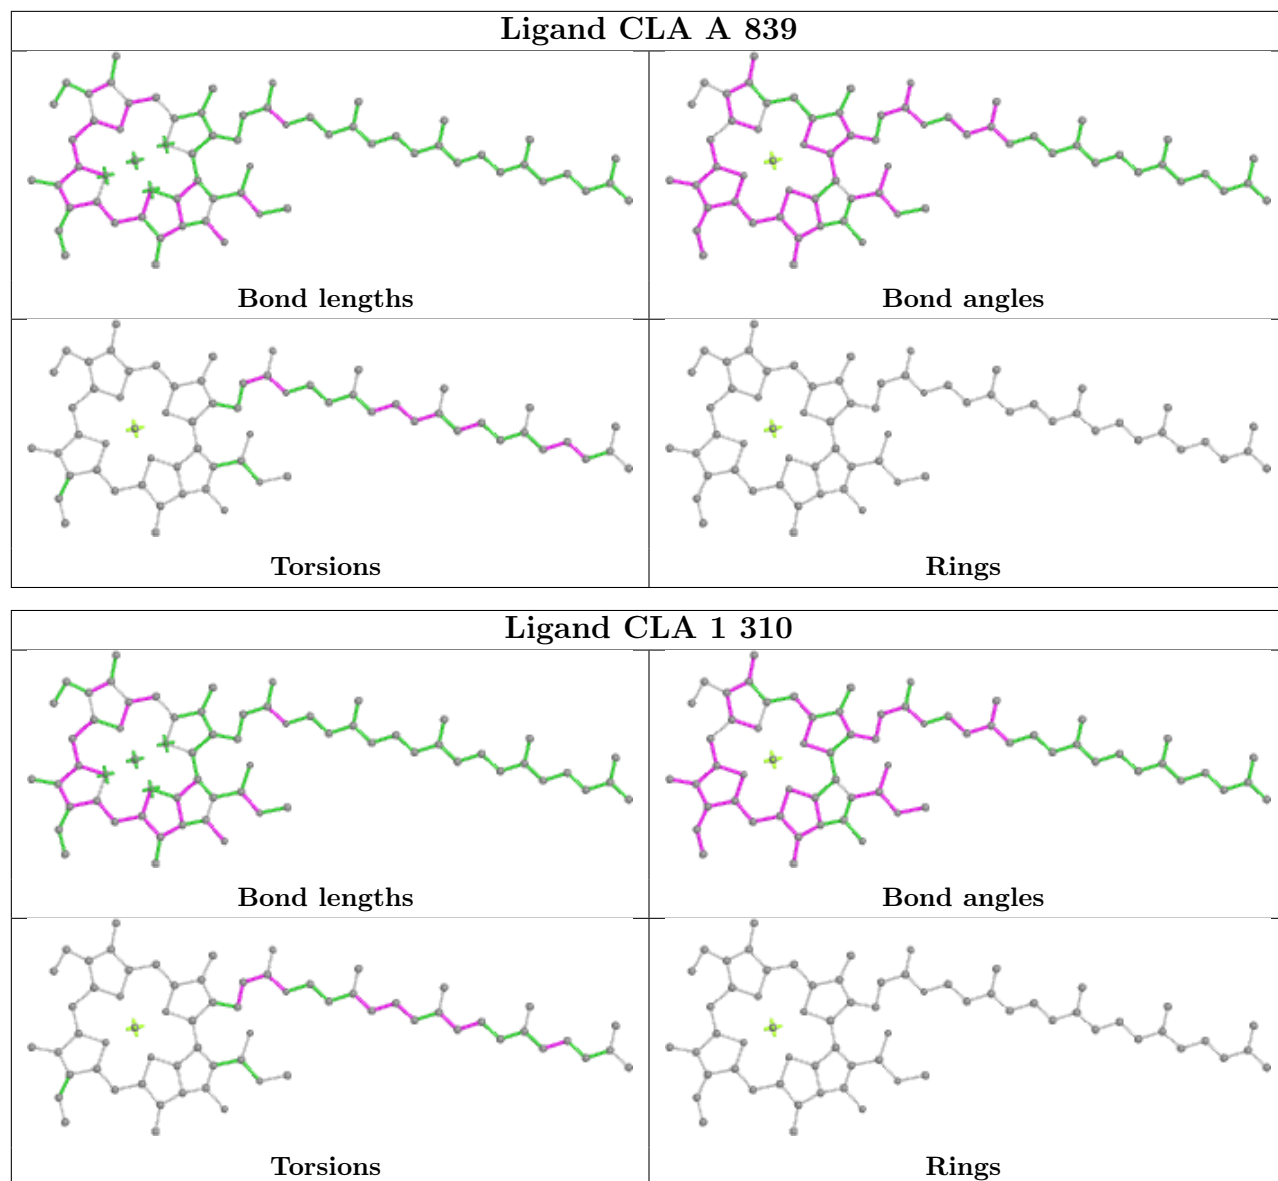 Ligand CLA A 839
Bond lengths
Bond angles
Torsions
Rings
Ligand CLA 1 310
Bond lengths
Bond angles
Torsions
Rings